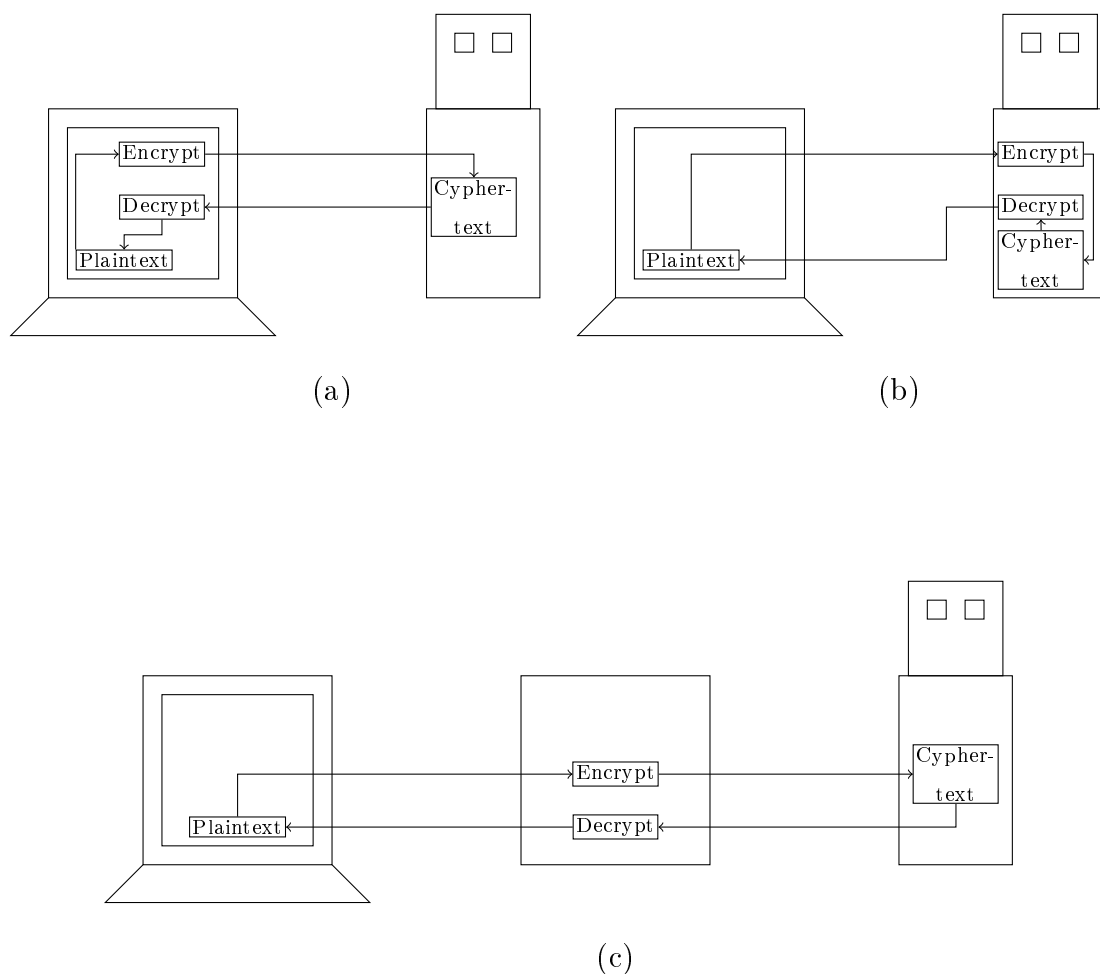 Encrypt
Decrypt
Plaintext
Cypher-
text
(a)
Encrypt
Decrypt
Plaintext
Cypher-
text
(b)
Encrypt
Decrypt
Plaintext
Cypher-
text
(c)